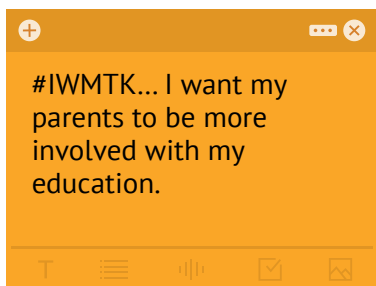 #IWMTK... I want my
parents to be more
involved with my
education.